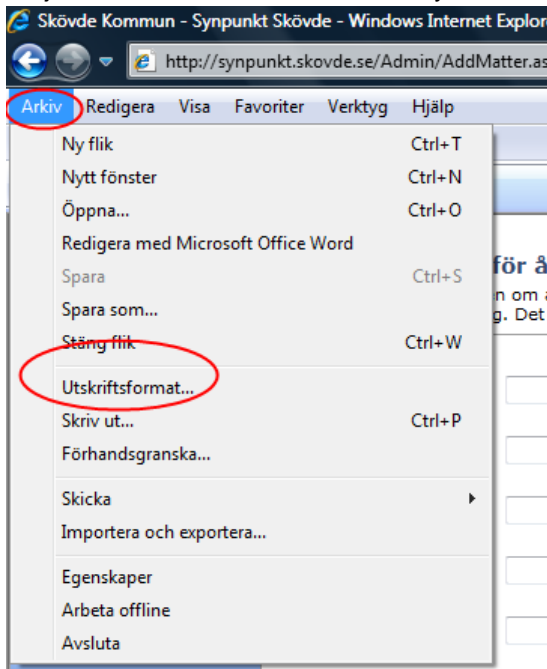 Skövde Kommun - Synpunkt Skövde - Windows Internet Explor
http://synpunkt.skovde.se/Admin/AddMatter.as
Arkiv Redigera Visa Favoriter Verktyg Hjälp
Ny flik Ctrl+T
Nytt fönster Ctrl+N
Öppna... Ctrl+O
Redigera med Microsoft Office Word
Spara Ctrl+S
för å
Spara som...
n om
g. Det
Stäng flik Ctrl+W
Utskriftsformat...
Skriv ut... Ctrl+P
Förhandsgranska...
Skicka
Importera och exportera...
Egenskaper
Arbeta offline
Avsluta